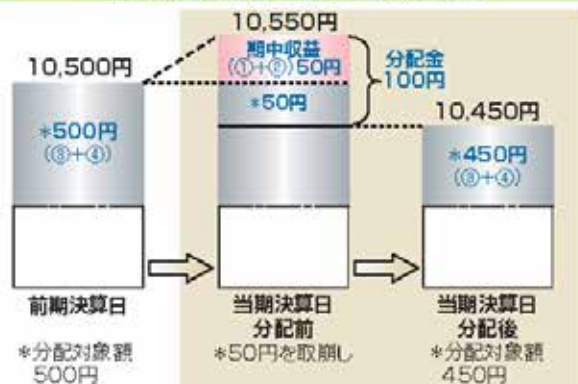 10,550円
10,500円
期中収益
(①+②)50円
*50円
分配金
100円
10,450円
*500円
(③+④)
*450円
(③+④)
前期決算日
当期決算日
分配前
当期決算日
分配後
*分配対象額
500円
*50円を取崩し
*分配対象額
450円